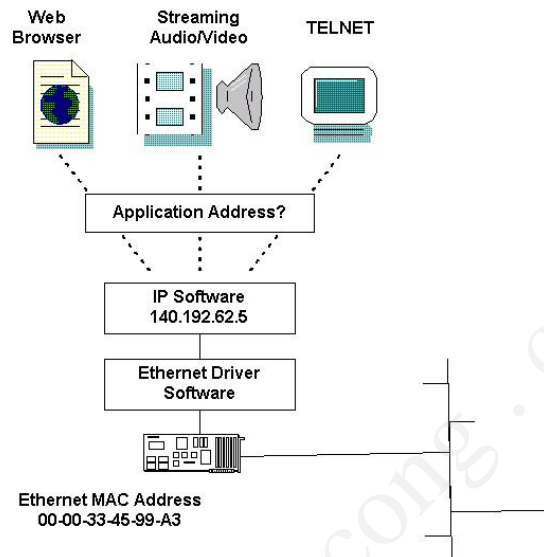 Web
Browser
Streaming
Audio/Video
TELNET
Application Address?
IP Software
140.192.62.5
Ethernet Driver
Software
Ethernet MAC Address
00-00-33-45-99-A3